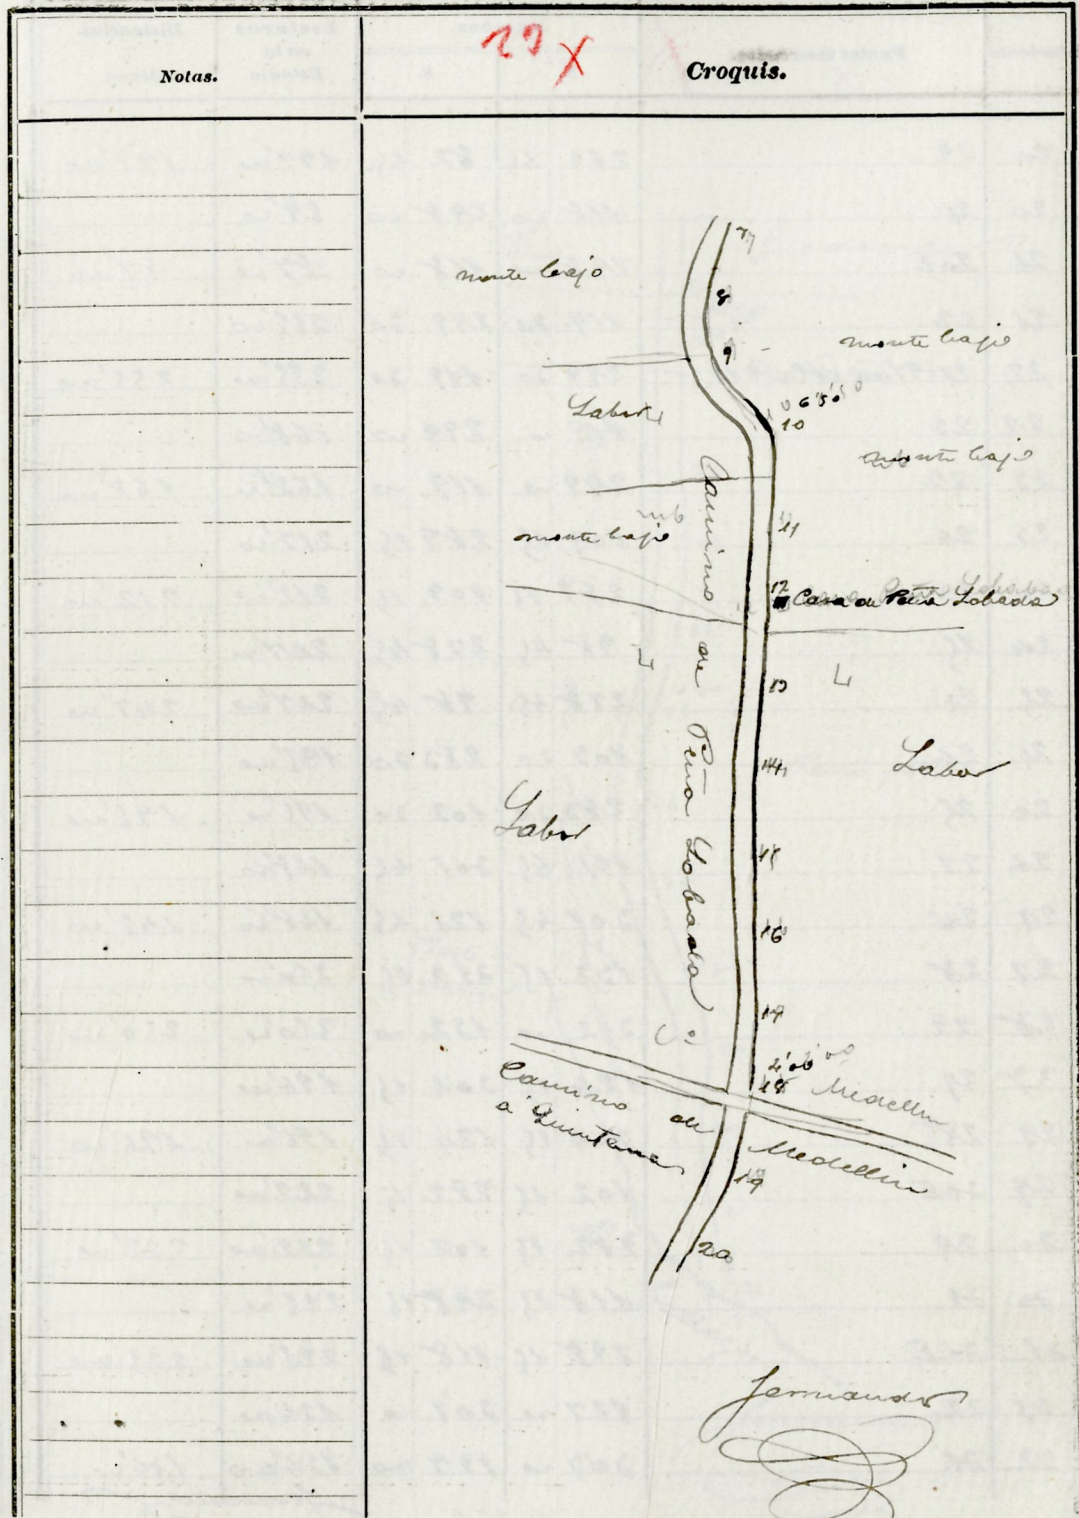 Notas.
Croquis.
monte bajo
7
8
9
monte bajo
Labor
10
monte bajo
11
monte bajo
12
Casa de Peña Lobada
L
13
L
14
Labor
Labor
15
16
Camino de Peña Lobada
17
18
Medellin
Camino de Medellin
a Quintana
19
20
Fernandez